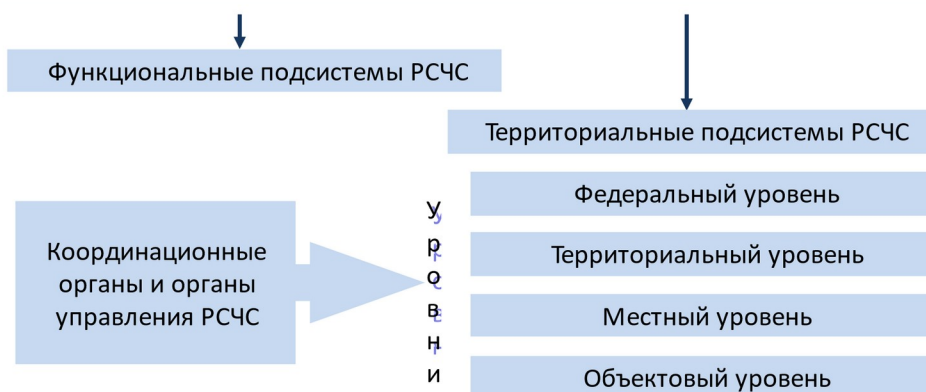 Функциональные подсистемы РСЧС
Территориальные подсистемы РСЧС
Координационные
органы и органы
управления РСЧС
Уровни
Федеральный уровень
Территориальный уровень
Местный уровень
Объектовый уровень